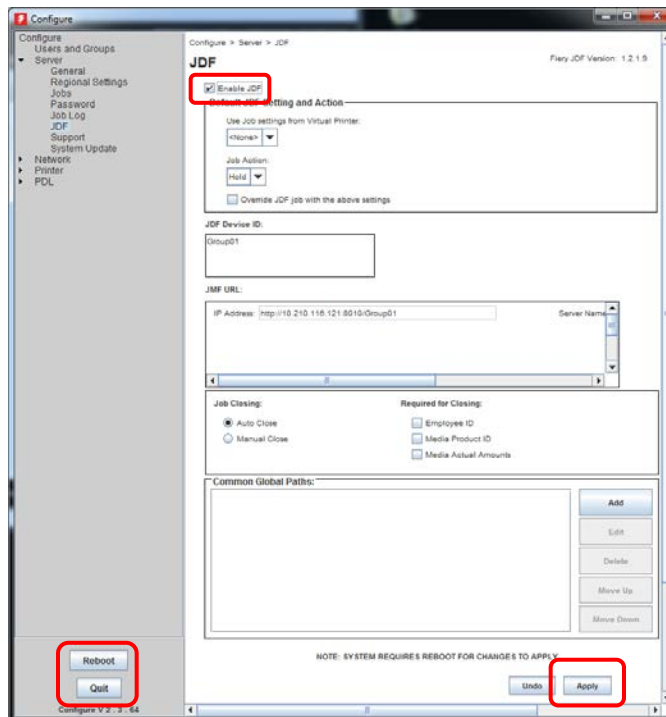 Configure
Configure
Users and Groups
Server
General
Regional Settings
Jobs
Password
Job Log
JDF
Support
System Update
Network
Printer
PDL
Reboot
Quit
Configure V 2 . 3 . 64
Configure > Server > JDF
JDF
Fiery JDF Version: 1.2.1.9
Enable JDF
Default JDF Setting and Action
Use Job settings from Virtual Printer:
<None>
Job Action:
Hold
Override JDF job with the above settings
JDF Device ID:
Group01
JMF URL:
IP Address: http://10.210.116.121:8010/Group01
Server Name
Job Closing:
Required for Closing:
Auto Close
Employee ID
Manual Close
Media Product ID
Media Actual Amounts
Common Global Paths:
Add
Edit
Delete
Move Up
Move Down
NOTE: SYSTEM REQUIRES REBOOT FOR CHANGES TO APPLY
Undo
Apply